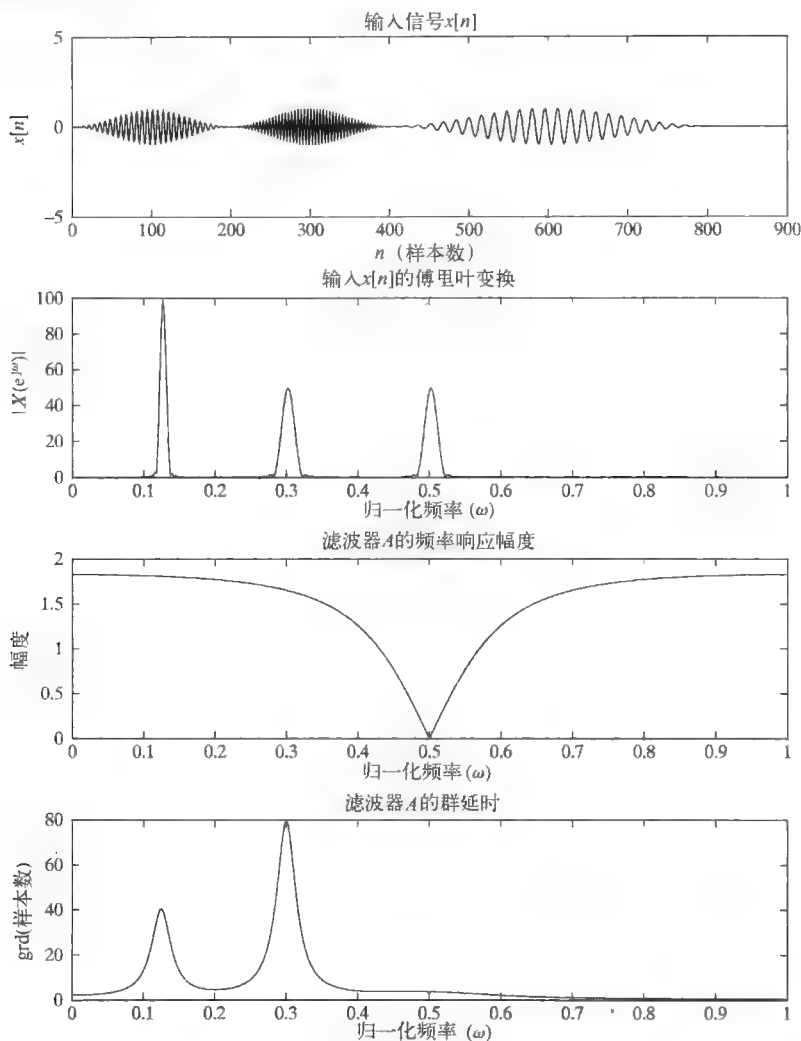 输入信号x[n]
5
0
-5
x[n]
0 100 200 300 400 500 600 700 800 900
n（样本数）
输入x[n]的傅里叶变换
100
80
60
40
20
0
|X(e^jω)|
0 0.1 0.2 0.3 0.4 0.5 0.6 0.7 0.8 0.9 1
归一化频率 (ω)
滤波器A的频率响应幅度
2
1.5
1
0.5
0
幅度
0 0.1 0.2 0.3 0.4 0.5 0.6 0.7 0.8 0.9 1
归一化频率 (ω)
滤波器A的群延时
80
60
40
20
0
grd(样本数)
0 0.1 0.2 0.3 0.4 0.5 0.6 0.7 0.8 0.9 1
归一化频率 (ω)